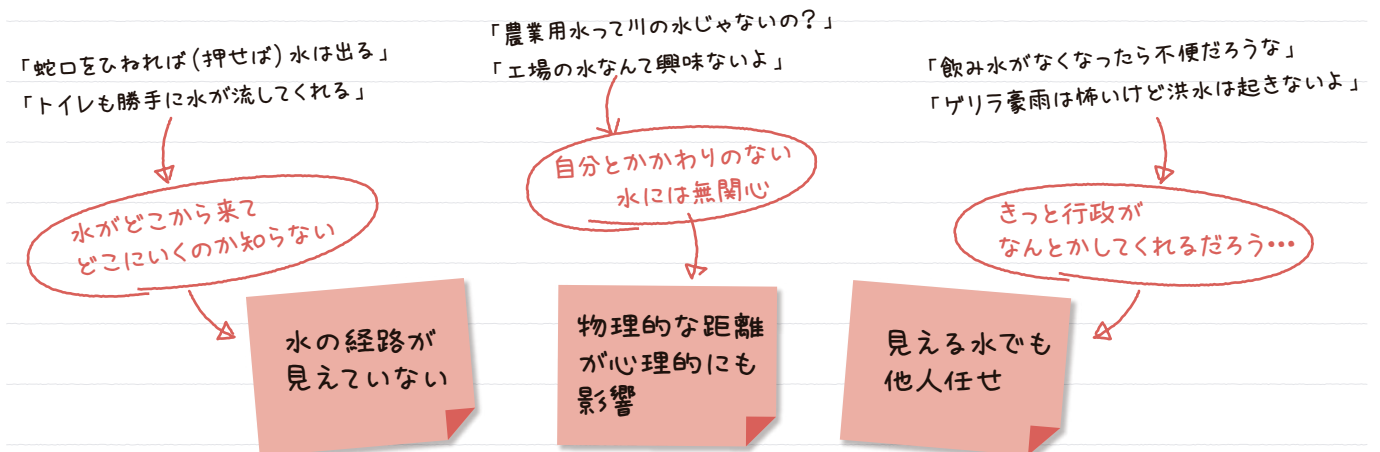 「蛇口をひねれば(押せば)水は出る」
「トイレも勝手に水が流してくれる」
水がどこから来て
どこにいくのか知らない
水の経路が
見えていない
「農業用水って川の水じゃないの?」
「工場の水なんて興味ないよ」
自分とかかわりのない
水には無関心
物理的な距離
が心理的にも
影響
「飲み水がなくなったら不便だろうな」
「ゲリラ豪雨は怖いけど洪水は起きないよ」
きっと行政が
なんとかしてくれるだろう…
見える水でも
他人任せ